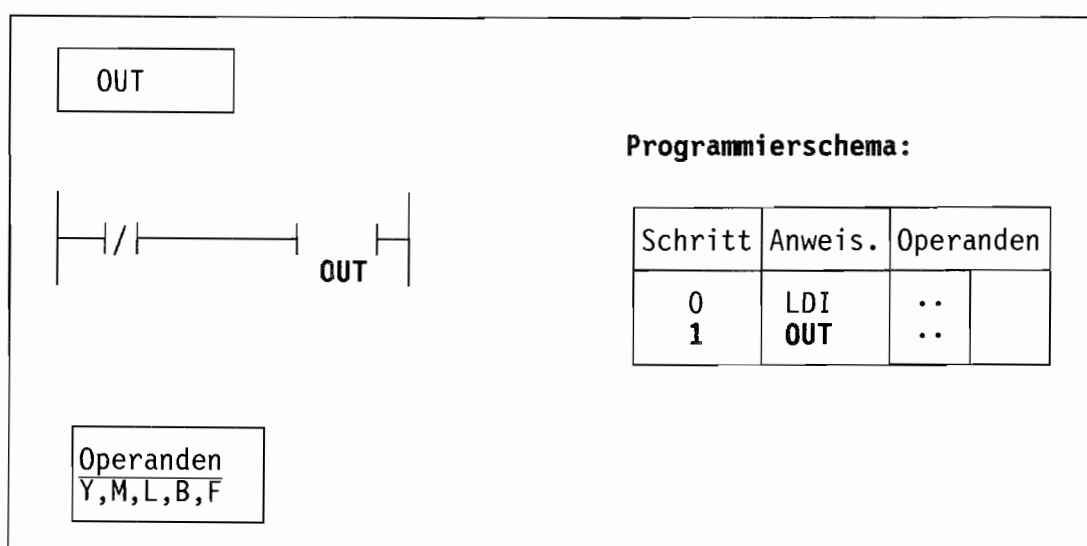 OUT
Programmierschema:
Schritt Anweis. Operanden
0 LDI ..
1 OUT ..
OUT
Operanden
Y,M,L,B,F